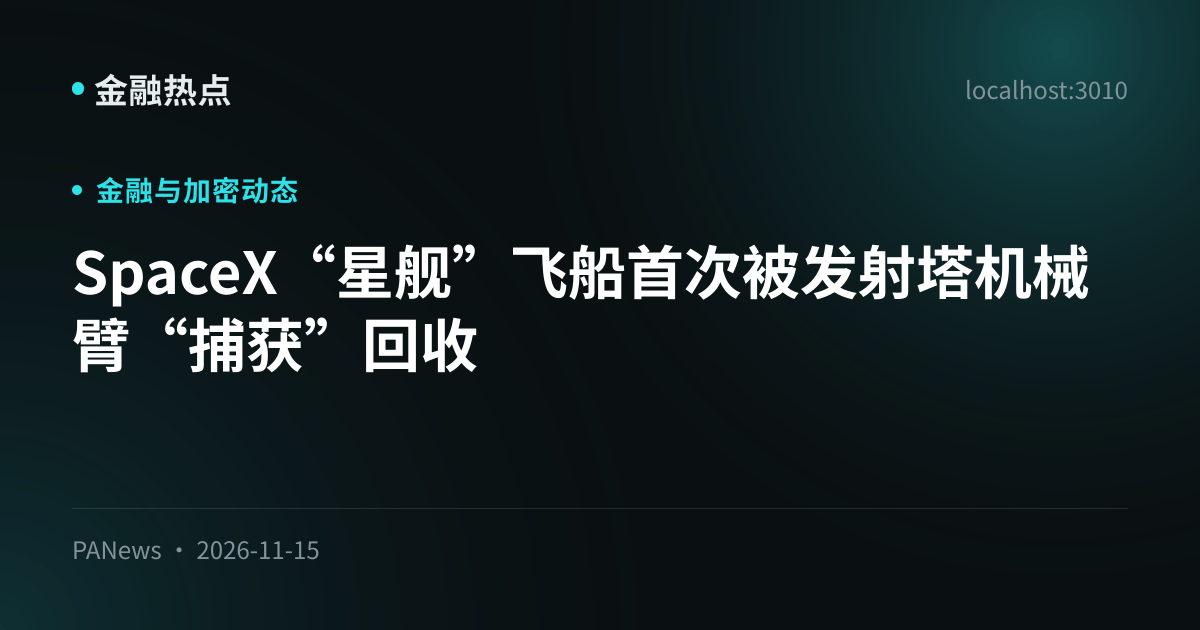 金融热点
localhost:3010
金融与加密动态
SpaceX“星舰”飞船首次被发射塔机械
臂“捕获”回收
PANews · 2026-11-15